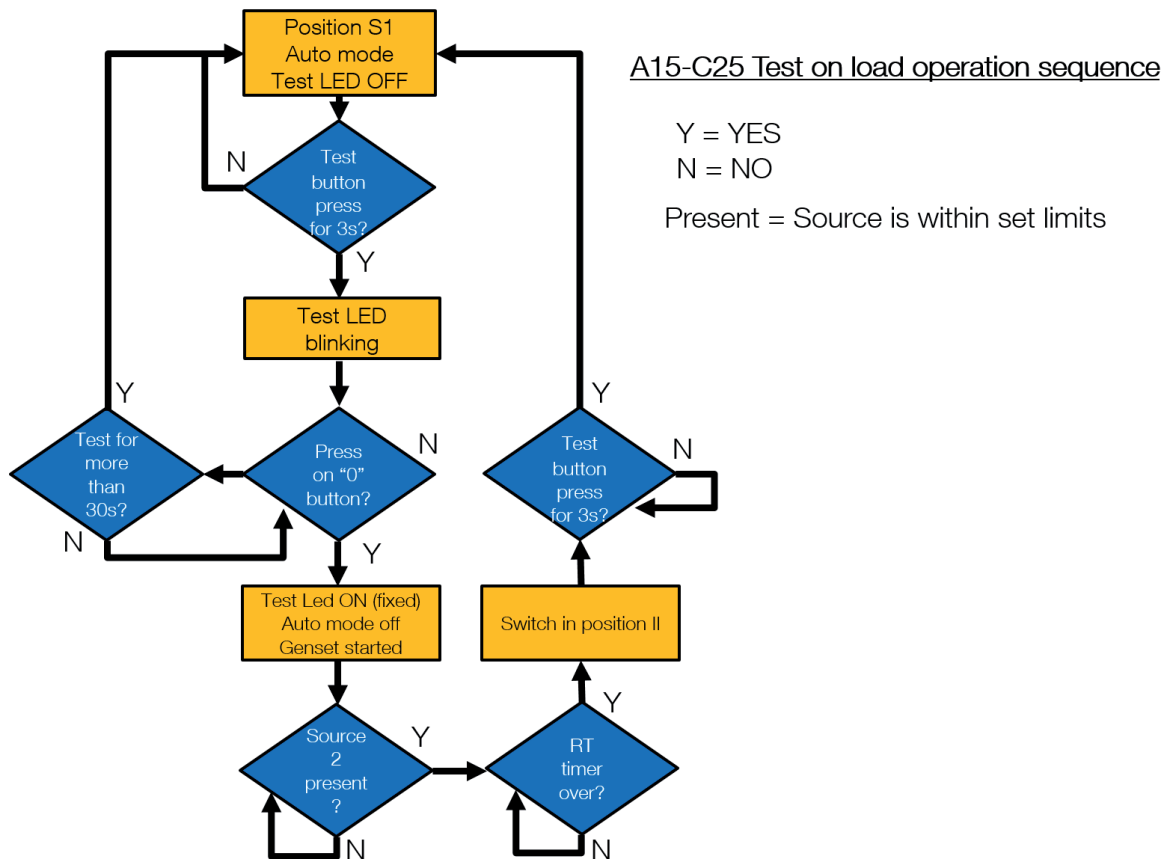 Position S1
Auto mode
Test LED OFF
A15-C25 Test on load operation sequence
Y = YES
N = NO
Present = Source is within set limits
N
Test
button
press
for 3s?
Y
Test LED
blinking
Y
Test for
more
than
30s?
N
Press
on “0”
button?
N
Y
Y
Test
button
press
for 3s?
N
Test Led ON (fixed)
Auto mode off
Genset started
Switch in position II
Source
2
present
?
Y
N
Y
RT
timer
over?
N